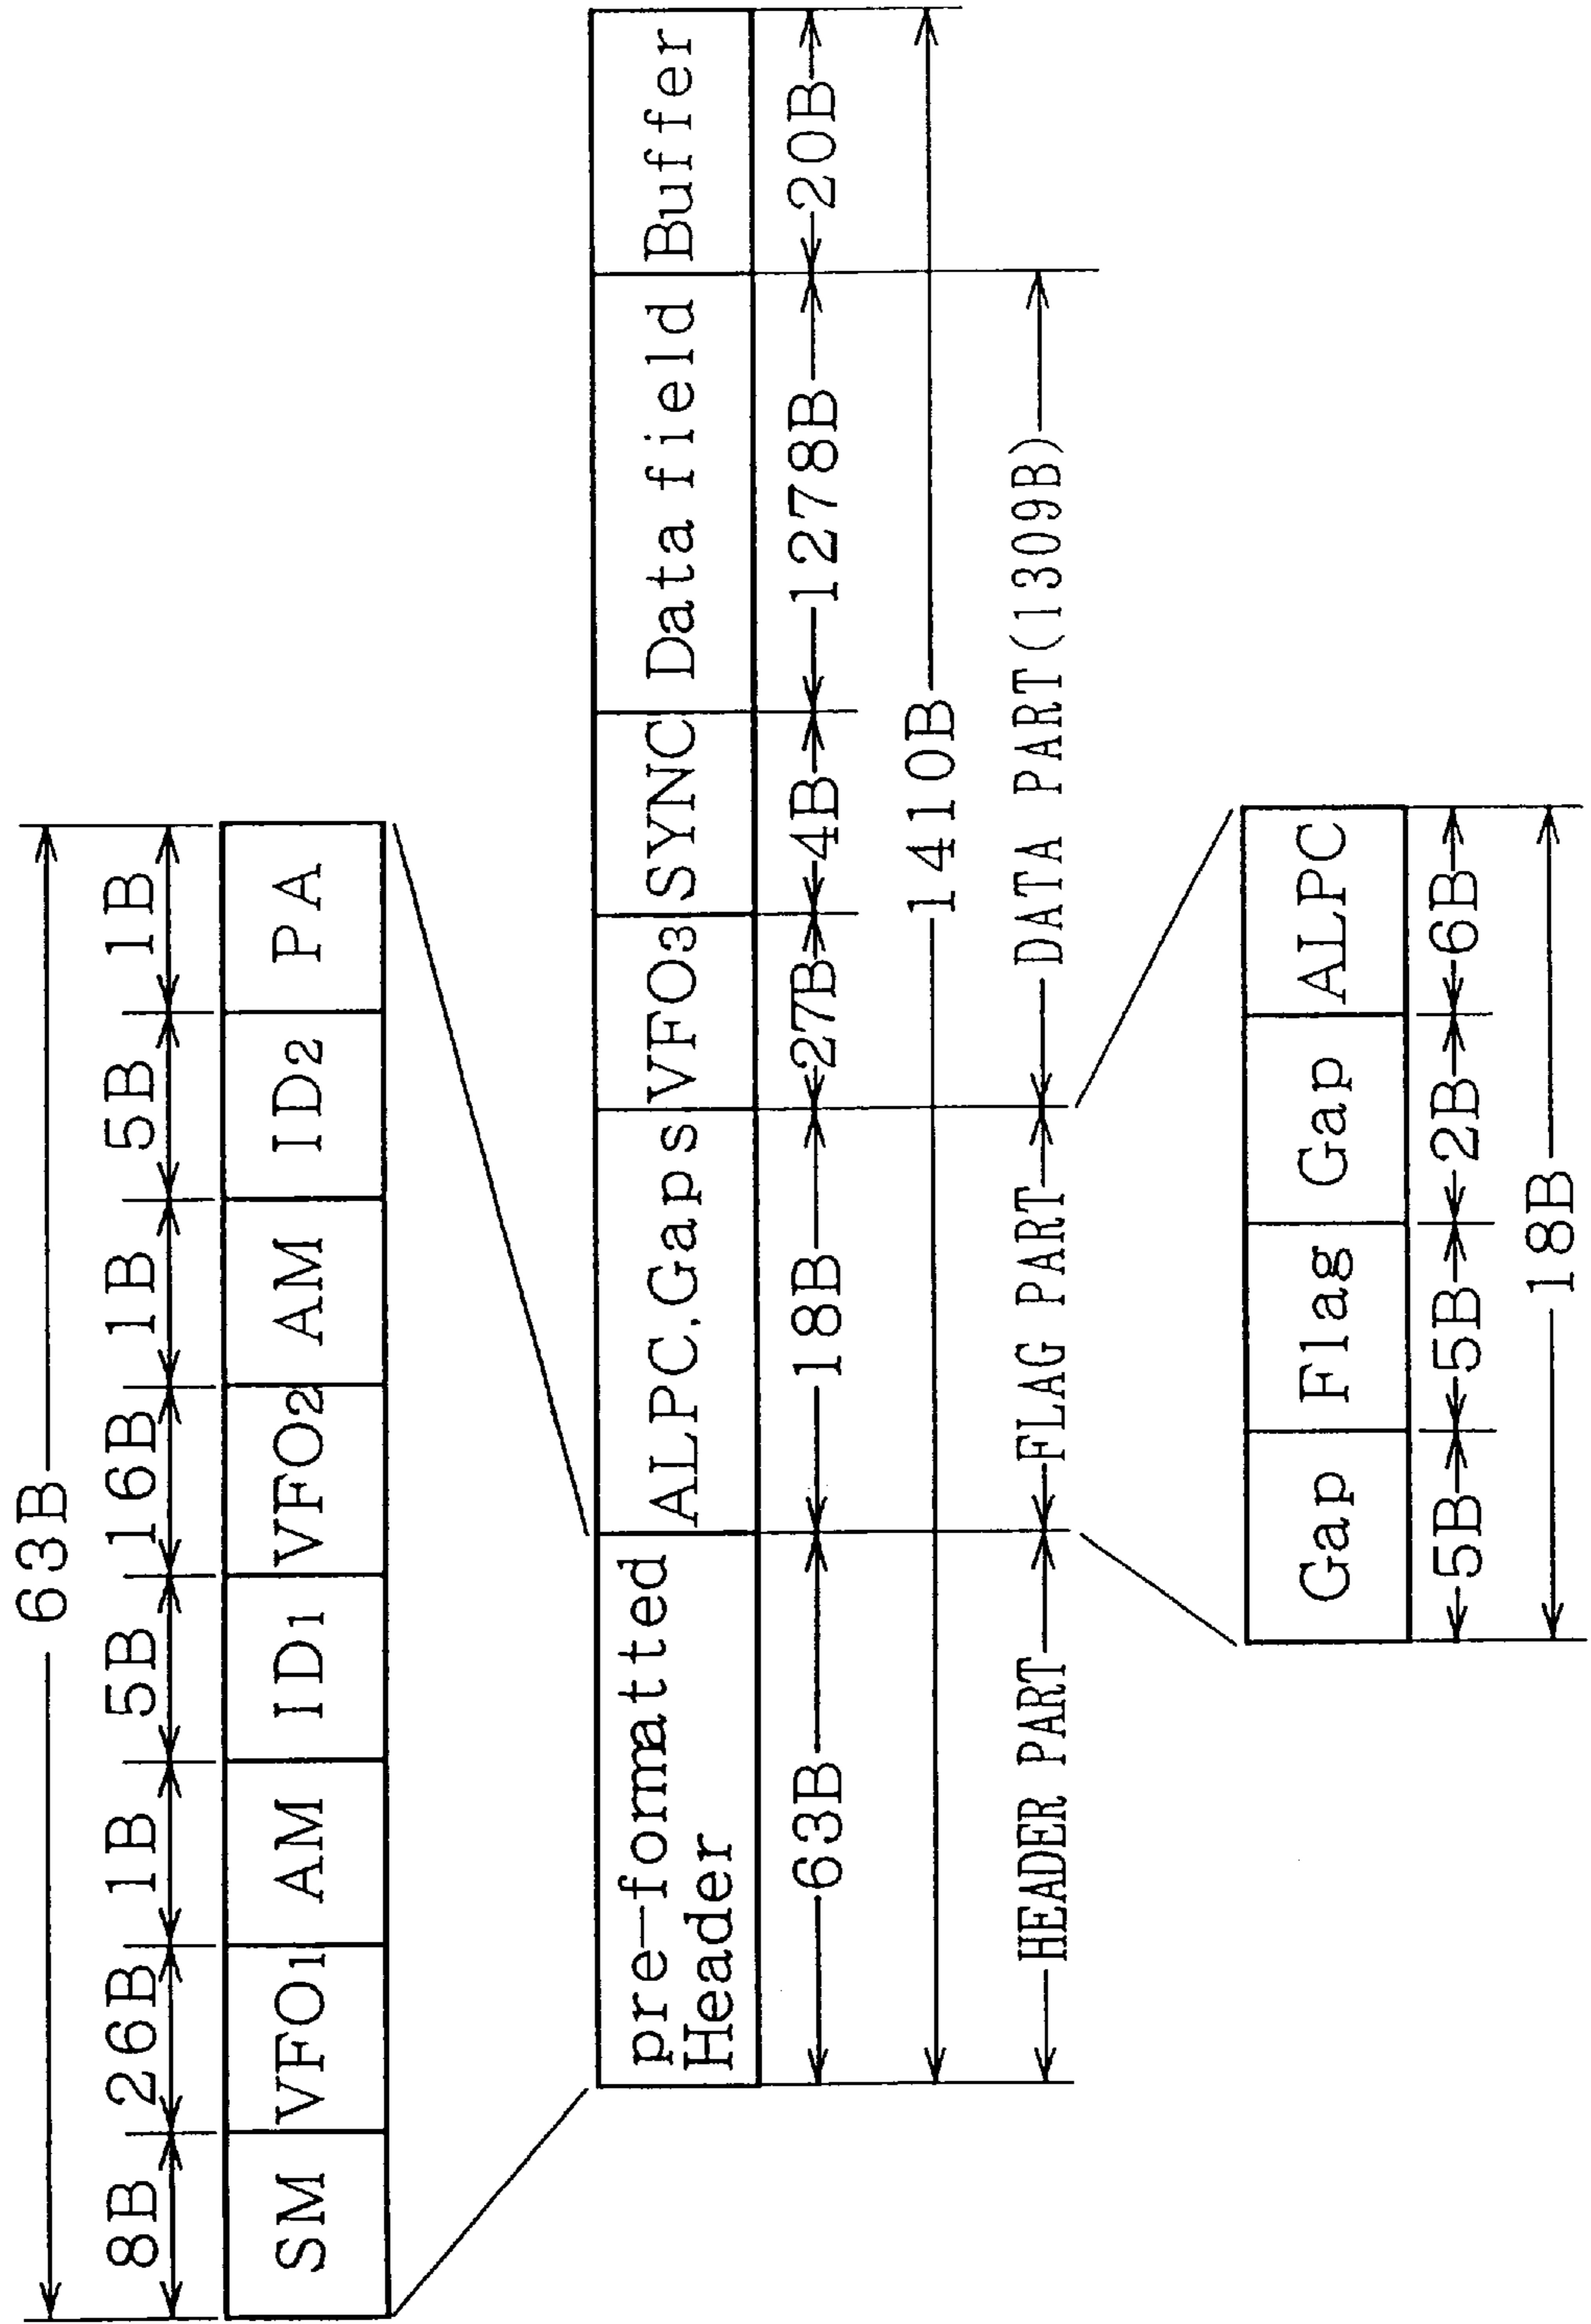 63B
8B 26B 1B 5B 16B 1B 5B 1B
SM VFO1 AM ID1 VFO2 AM ID2 PA
pre-fomatted Header ALPC,Gaps VFO3 SYNC Data field Buffer
63B 18B 27B 4B 1278B 20B
1410B
HEADER PART FLAG PART DATA PART (1309B)
Gap Flag Gap ALPC
5B 5B 2B 6B
18B